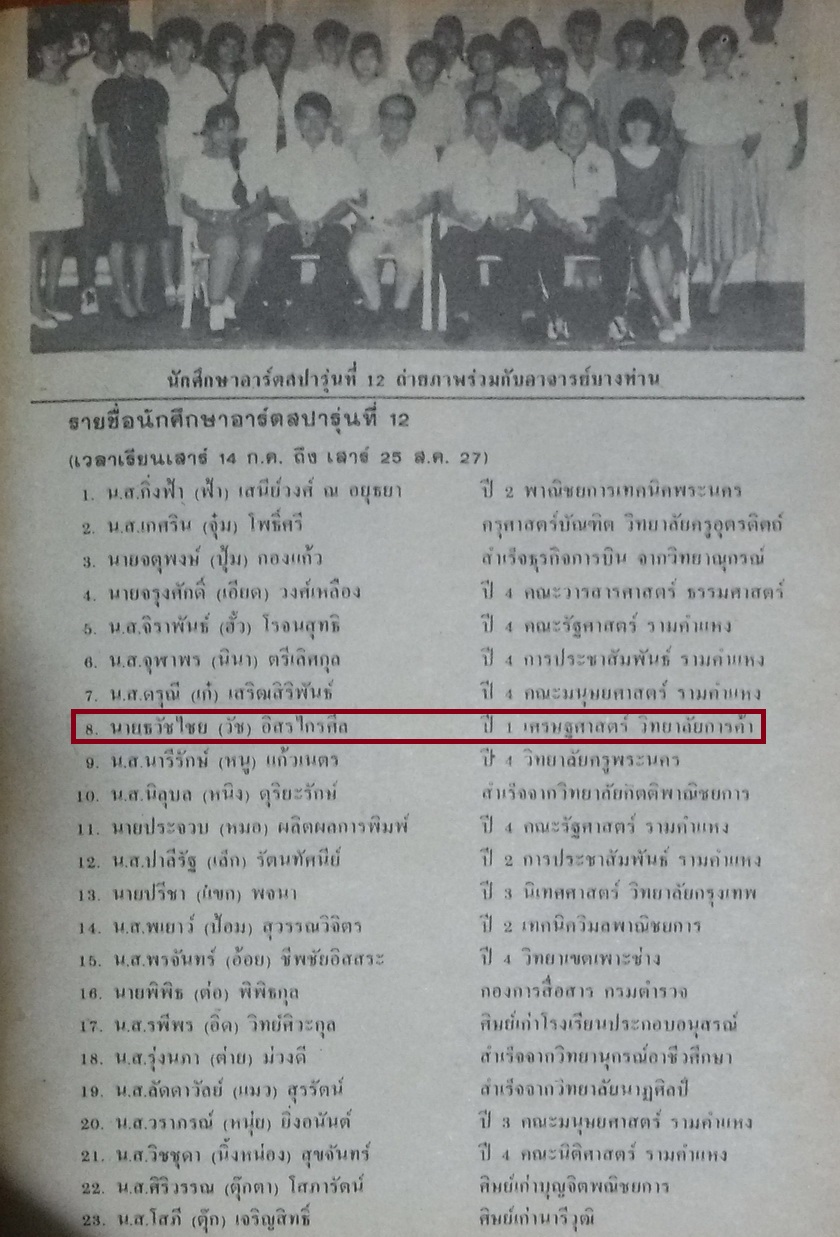 นักศึกษาอาร์ตสปารุ่นที่ 12 ถ่ายภาพร่วมกับอาจารย์บางท่าน
รายชื่อนักศึกษาอาร์ตสปารุ่นที่ 12
(เวลาเรียนเสาร์ 14 ก.ค. ถึง เสาร์ 25 ส.ค. 27)
1. น.ส.กิ่งฟ้า (ฟ้า) เสนีย์วงศ์ ณ อยุธยา ปี 2 พาณิชยการเทคนิคพระนคร
2. น.ส.เกศริน (จุ๋ม) โพธิ์ศรี ครุศาสตร์บัณฑิต วิทยาลัยครูอุตรดิตถ์
3. นายจตุพงษ์ (ปุ้ม) กองแก้ว สำเร็จธุรกิจการบิน จากวิทยานุกรณ์
4. นายจรุงศักดิ์ (เอียด) วงศ์เหลือง ปี 4 คณะวารสารศาสตร์ ธรรมศาสตร์
5. น.ส.จิราพันธ์ (ฮั้ว) โรจนสุทธิ ปี 4 คณะรัฐศาสตร์ รามคำแหง
6. น.ส.จุฬาพร (นินา) ตรีเลิศกุล ปี 4 การประชาสัมพันธ์ รามคำแหง
7. น.ส.ดรุณี (เก๋) เสริฒสิริพันธ์ ปี 4 คณะมนุษยศาสตร์ รามคำแหง
8. นายธวัชไชย (วัช) อิสรไกรศีล ปี 1 เศรษฐศาสตร์ วิทยาลัยการค้า
9. น.ส.นารีรักษ์ (หนู) แก้วเนตร ปี 4 วิทยาลัยครูพระนคร
10. น.ส.นิลุบล (หนิง) ดุริยะรักษ์ สำเร็จจากวิทยาลัยกิตติพาณิชยการ
11. นายประจวบ (หมอ) ผลิตผลการพิมพ์ ปี 4 คณะรัฐศาสตร์ รามคำแหง
12. น.ส.ปาลีรัฐ (เล็ก) รัตนทัศนีย์ ปี 2 การประชาสัมพันธ์ รามคำแหง
13. นายปรีชา (แขก) พจนา ปี 3 นิเทศศาสตร์ วิทยาลัยกรุงเทพ
14. น.ส.พเยาว์ (ป้อม) สุวรรณวิจิตร ปี 2 เทคนิควิมลพาณิชยการ
15. น.ส.พรจันทร์ (อ้อย) ชีพชัยอิสสระ ปี 4 วิทยาเขตเพาะช่าง
16. นายพิพิธ (ต่อ) พิพิธกุล กองการสื่อสาร กรมตำรวจ
17. น.ส.รพีพร (อี๊ด) วิทย์ศิวะกุล ศิษย์เก่าโรงเรียนประกอบอนุสรณ์
18. น.ส.รุ่งนภา (ต่าย) ม่วงดี สำเร็จจากวิทยานุกรณ์อาชีวศึกษา
19. น.ส.ลัดดาวัลย์ (แมว) สุรรัตน์ สำเร็จจากวิทยาลัยนาฏศิลป์
20. น.ส.วราภรณ์ (หนุ่ย) ยิ่งอนันต์ ปี 3 คณะมนุษยศาสตร์ รามคำแหง
21. น.ส.วิชชุดา (นิ้งหน่อง) สุขจันทร์ ปี 4 คณะนิติศาสตร์ รามคำแหง
22. น.ส.ศิริวรรณ (ตุ๊กตา) โสภารัตน์ ศิษย์เก่าบุญจิตพณิชยการ
23. น.ส.โสภี (ตุ๊ก) เจริญสิทธิ์ ศิษย์เก่านารีวุฒิ